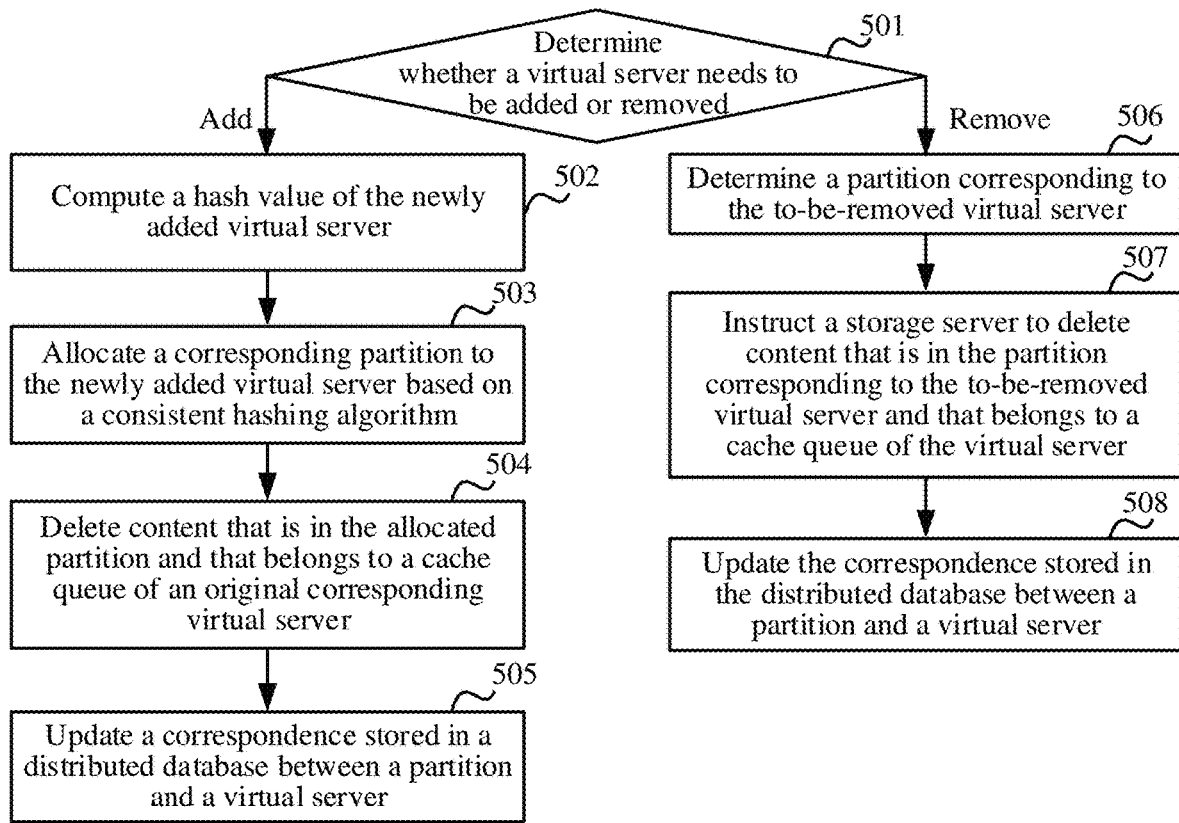 501
Determine
whether a virtual server needs to
be added or removed
Add
Remove
502
Compute a hash value of the newly
added virtual server
503
Allocate a corresponding partition to
the newly added virtual server based on
a consistent hashing algorithm
504
Delete content that is in the allocated
partition and that belongs to a cache
queue of an original corresponding
virtual server
505
Update a correspondence stored in a
distributed database between a partition
and a virtual server
506
Determine a partition corresponding to
the to-be-removed virtual server
507
Instruct a storage server to delete
content that is in the partition
corresponding to the to-be-removed
virtual server and that belongs to a
cache queue of the virtual server
508
Update the correspondence stored in
the distributed database between a
partition and a virtual server